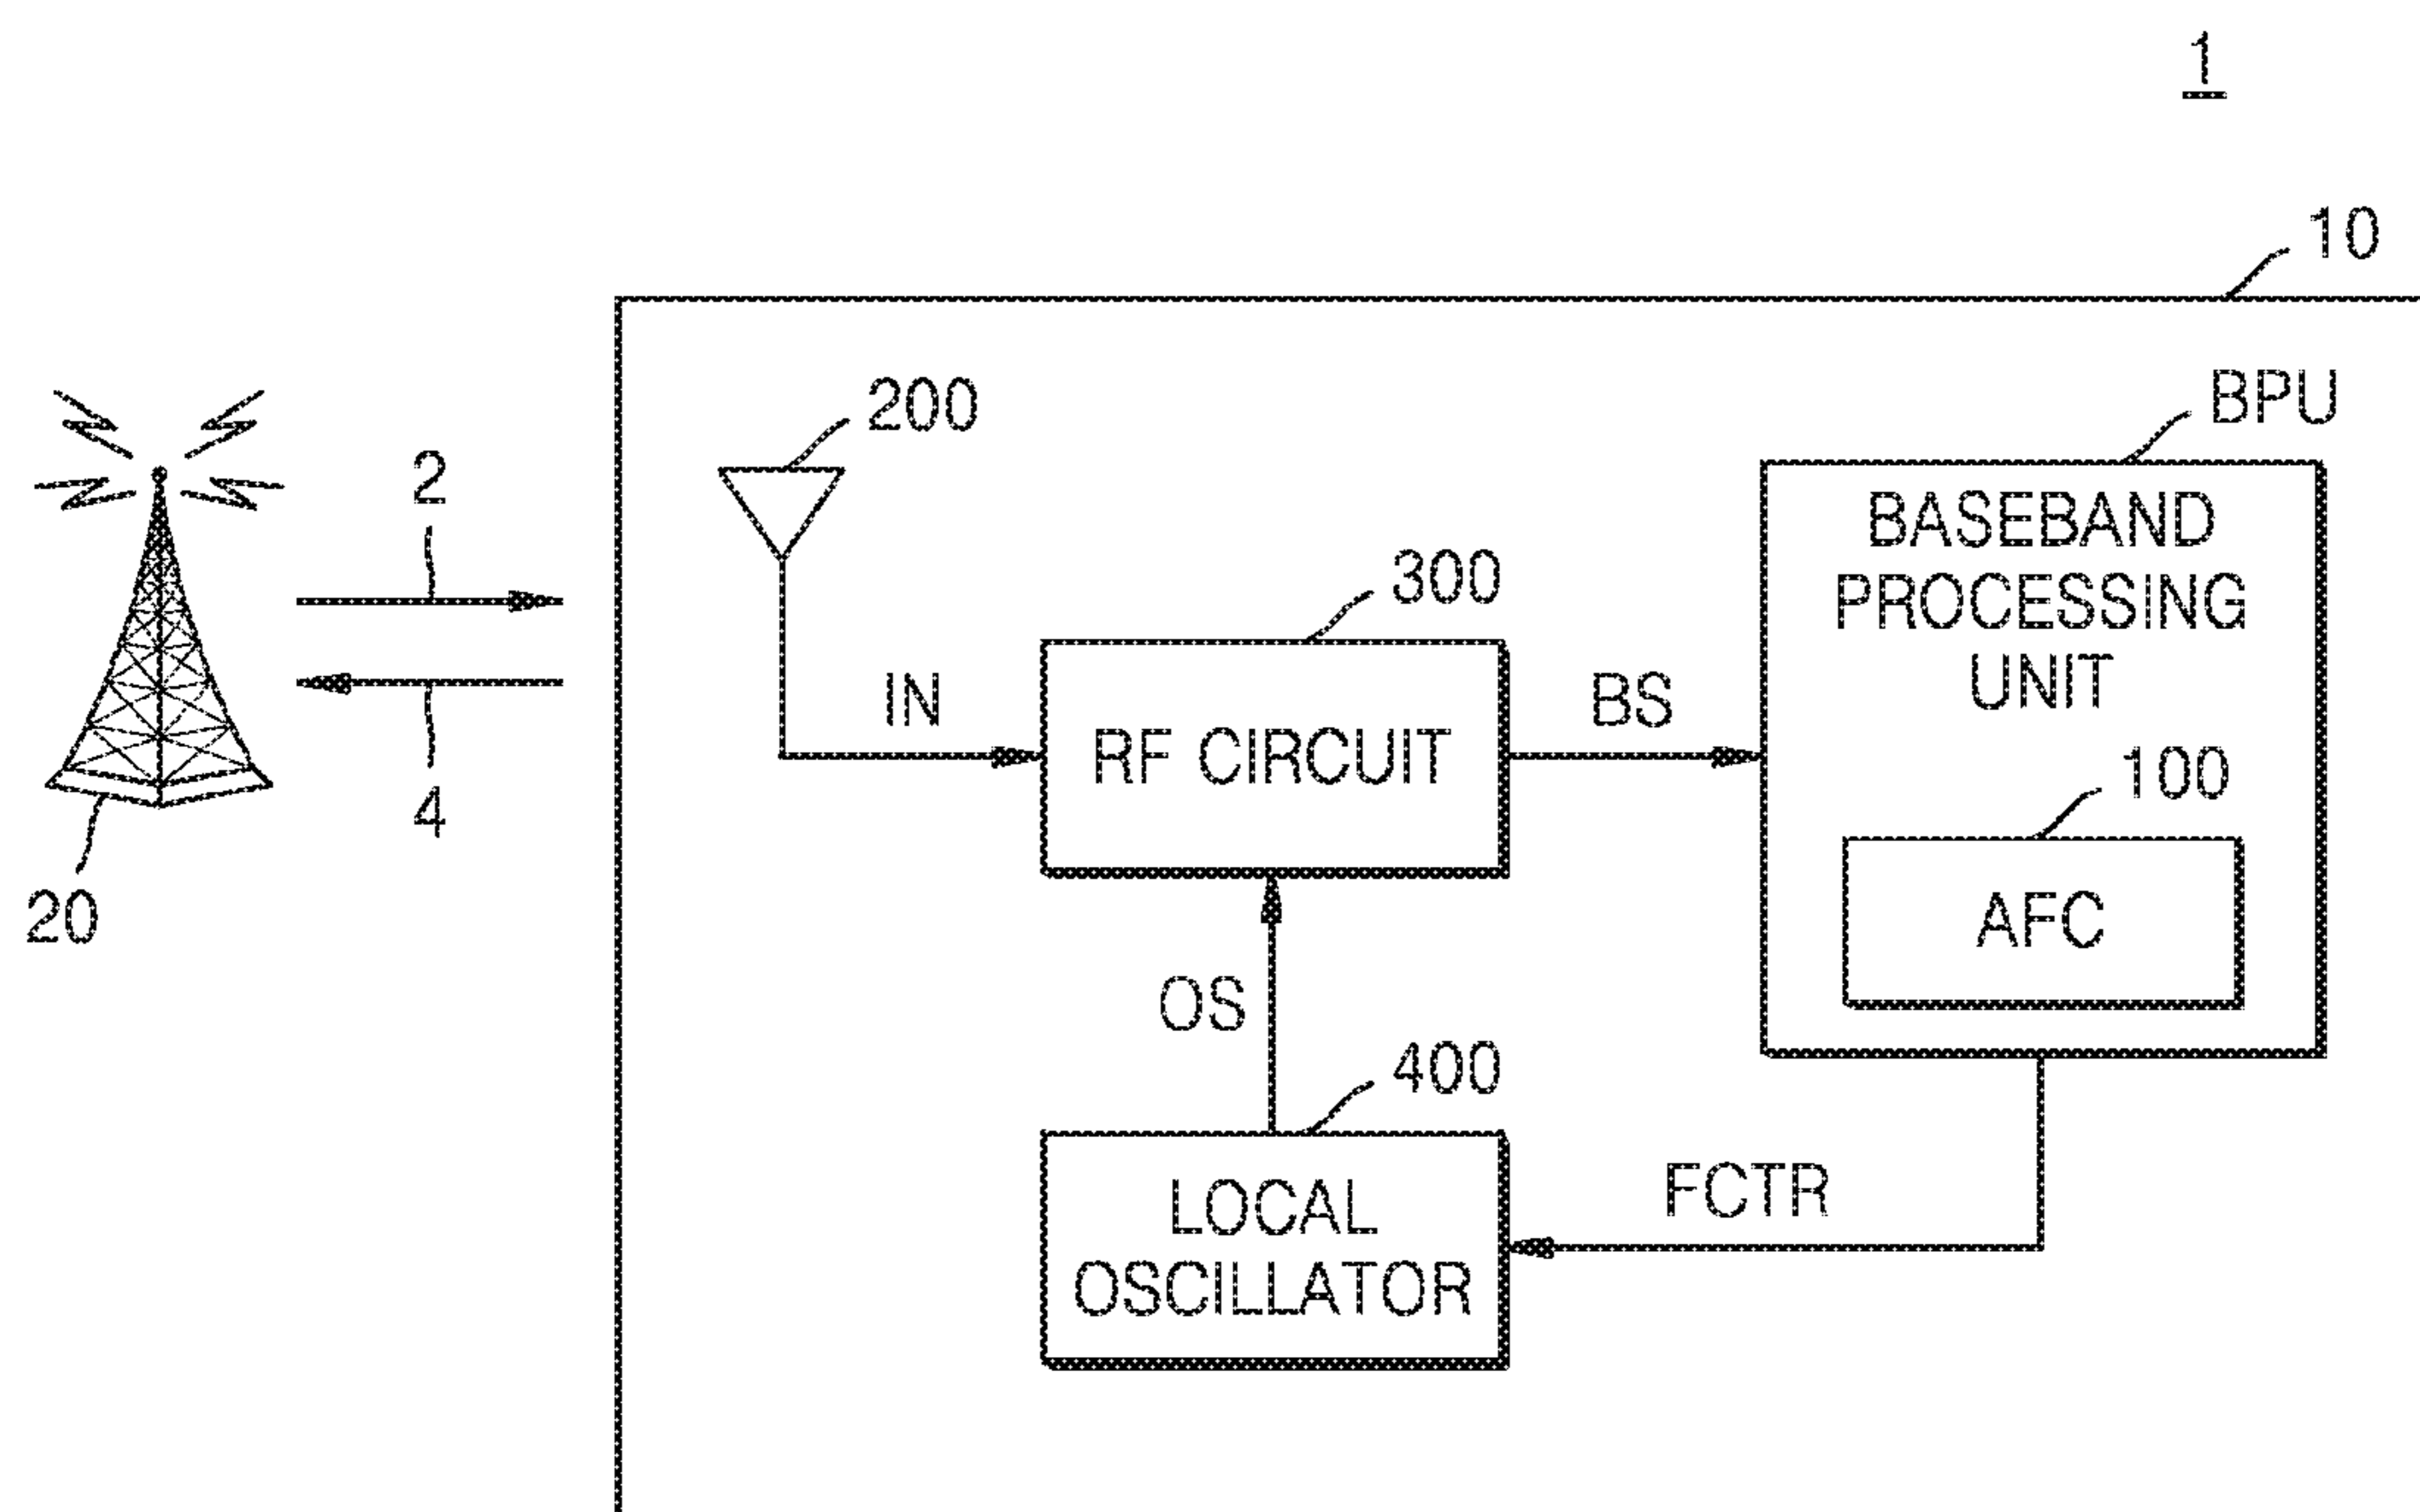 1
10
200
BPU
2
BASEBAND
PROCESSING
UNIT
300
IN
RF CIRCUIT
BS
4
100
AFC
20
OS
400
LOCAL
OSCILLATOR
FCTR